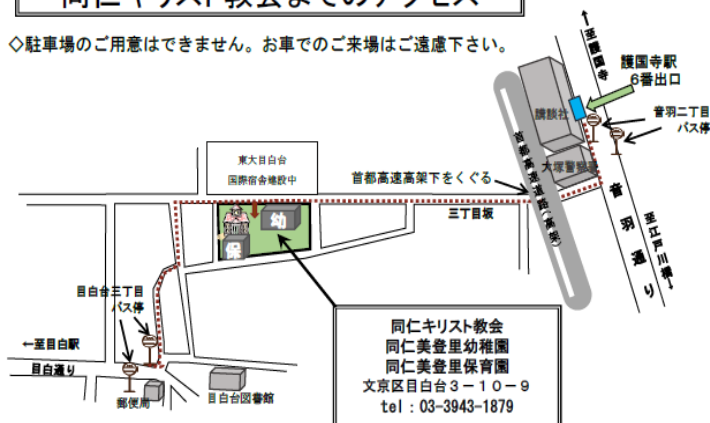 同仁キリスト教会までのアクセス
◇駐車場のご用意はできません。お車でのご来場はご遠慮下さい。
↑至護国寺
護国寺駅
6番出口
講談社
音羽二丁目
バス停
大塚警察署
首都高速道路(高架)
東大目白台
国際宿舎建設中
首都高速高架下をくぐる
三丁目坂
音羽通り
至江戸川橋→
幼
保
目白台三丁目
バス停
←至目白駅
目白通り
郵便局
目白台図書館
同仁キリスト教会
同仁美登里幼稚園
同仁美登里保育園
文京区目白台3-10-9
tel:03-3943-1879